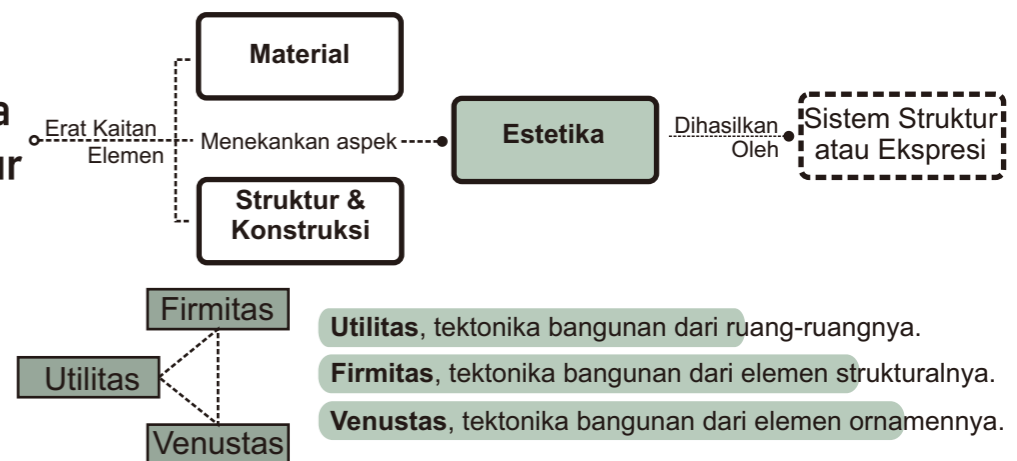 Material
Erat Kaitan
Elemen
Menekankan aspek
Struktur &
Konstruksi
Estetika
Dihasilkan
Oleh
Sistem Struktur
atau Ekspresi
Firmitas
Utilitas
Venustas
Utilitas, tektonika bangunan dari ruang-ruangnya.
Firmitas, tektonika bangunan dari elemen strukturalnya.
Venustas, tektonika bangunan dari elemen ornamennya.